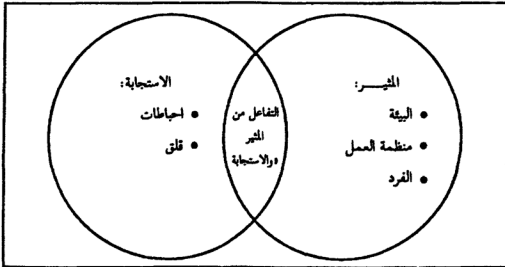 المثيـــر:
• البيئة
• منظمة العمل
• الفرد
التفاعل من
المثير
والاستجابة
الاستجابة:
• احباطات
• قلق